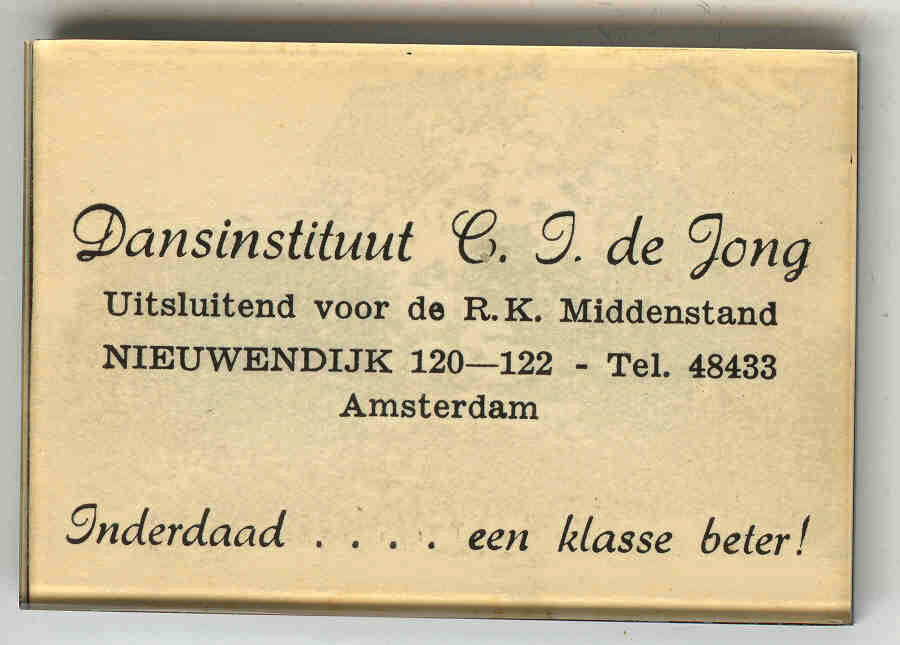 Dansinstituut C. J. de Jong
Uitsluitend voor de R.K. Middenstand
NIEUWENDIJK 120—122 - Tel. 48433
Amsterdam
Inderdaad . . . . een klasse beter!